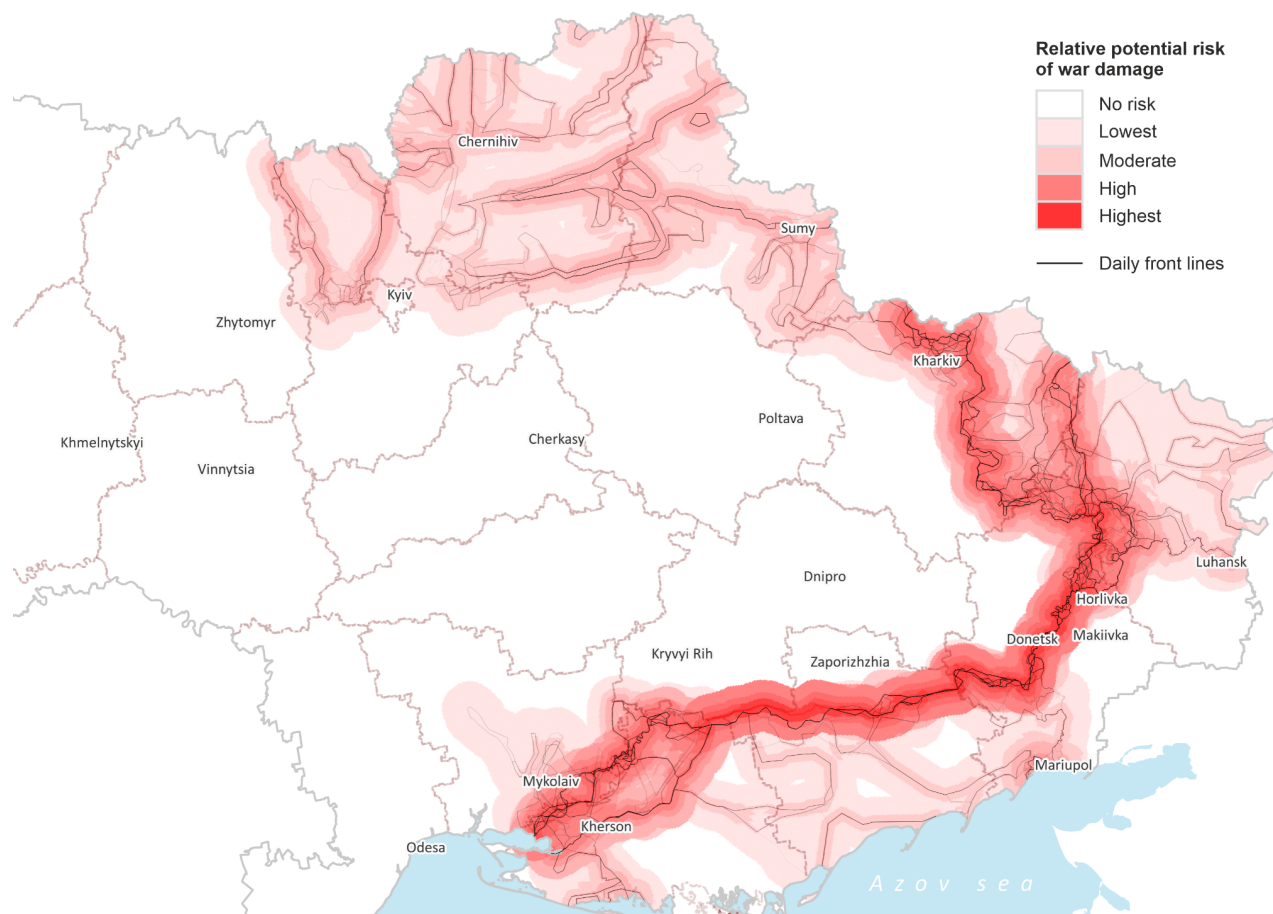 Relative potential risk
of war damage
No risk
Lowest
Moderate
High
Highest
Daily front lines
Chernihiv
Sumy
Kyiv
Zhytomyr
Kharkiv
Poltava
Khmelnytskyi
Cherkasy
Vinnytsia
Luhansk
Dnipro
Horlivka
Donetsk
Makiivka
Kryvyi Rih
Zaporizhzhia
Mariupol
Mykolaiv
Kherson
Odesa
Azov sea